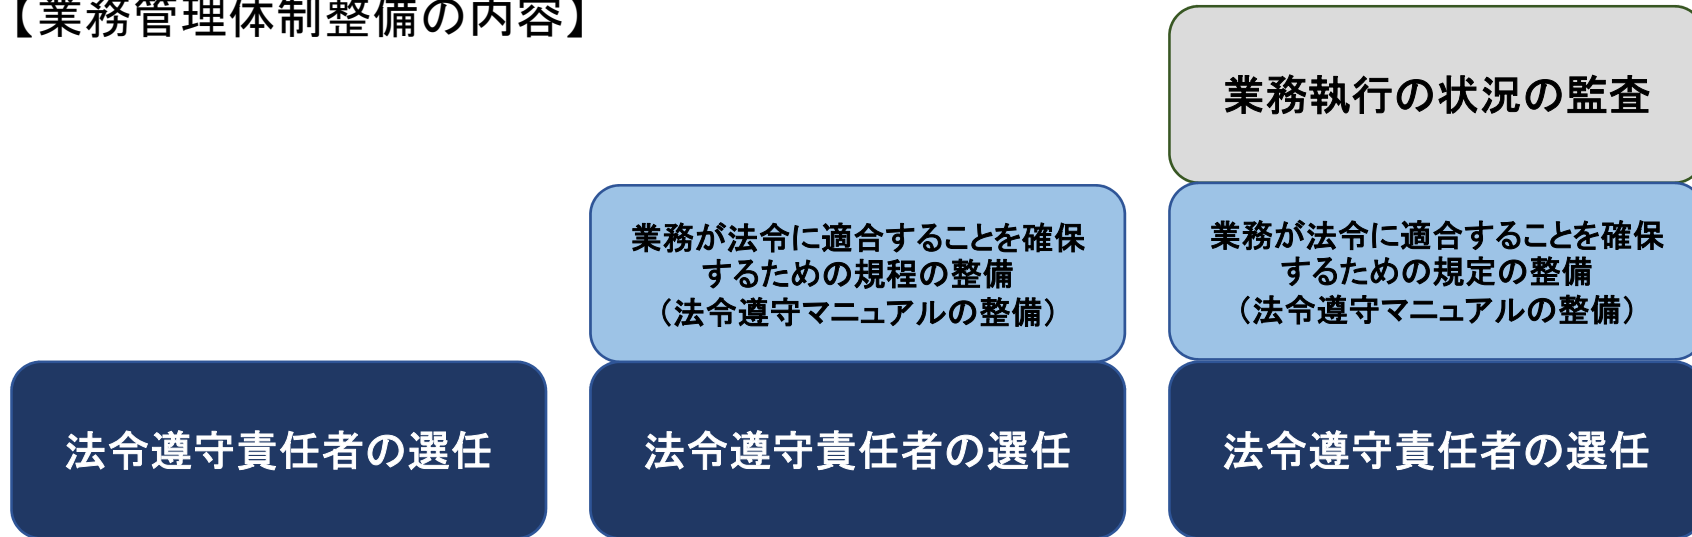 【業務管理体制整備の内容】
業務執行の状況の監査
業務が法令に適合することを確保
するための規程の整備
（法令遵守マニュアルの整備）
業務が法令に適合することを確保
するための規定の整備
（法令遵守マニュアルの整備）
法令遵守責任者の選任
法令遵守責任者の選任
法令遵守責任者の選任